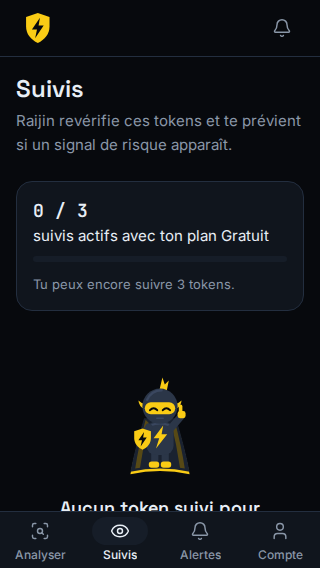 Suivis
Raijin revérifie ces tokens et te prévient
si un signal de risque apparaît.
0 / 3
suivis actifs avec ton plan Gratuit
Tu peux encore suivre 3 tokens.
Aucun token suivi pour
Analyser
Suivis
Alertes
Compte